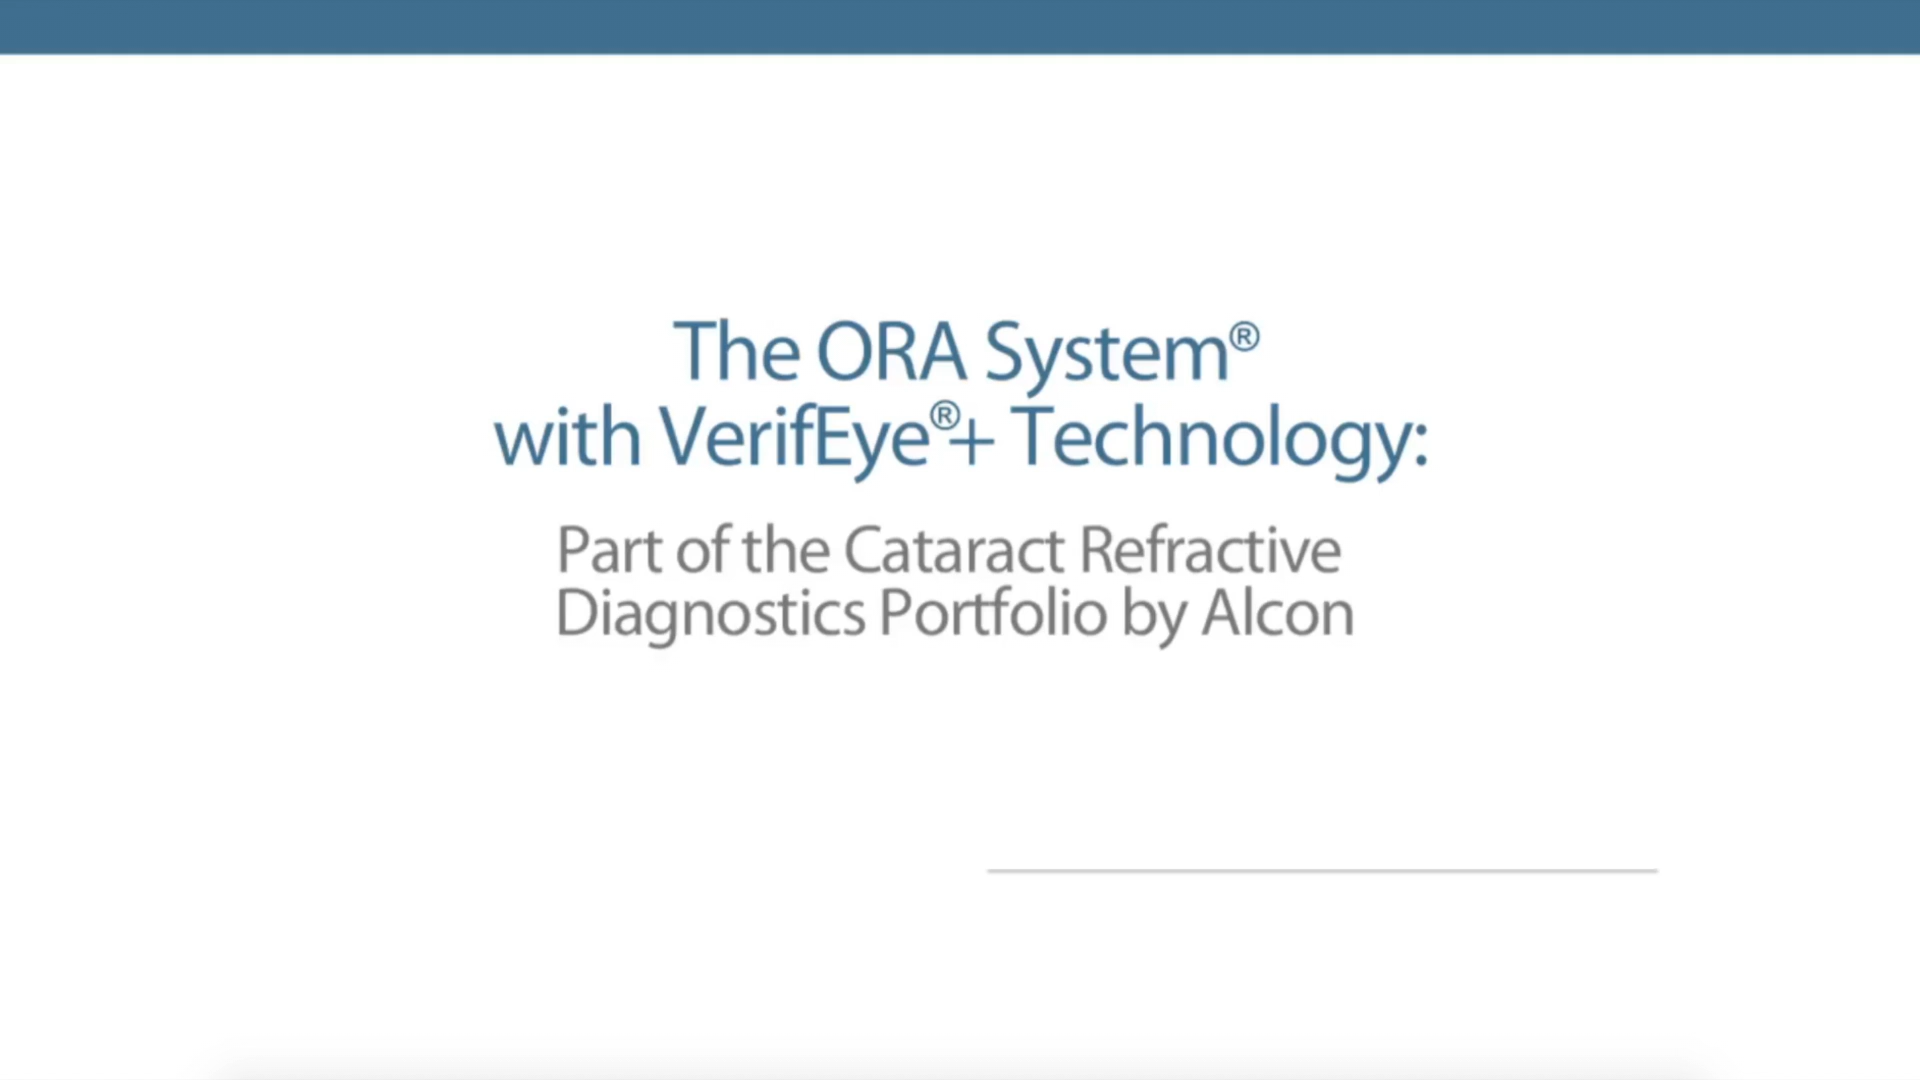 The ORA System®
with VerifEye®+ Technology:
Part of the Cataract Refractive
Diagnostics Portfolio by Alcon